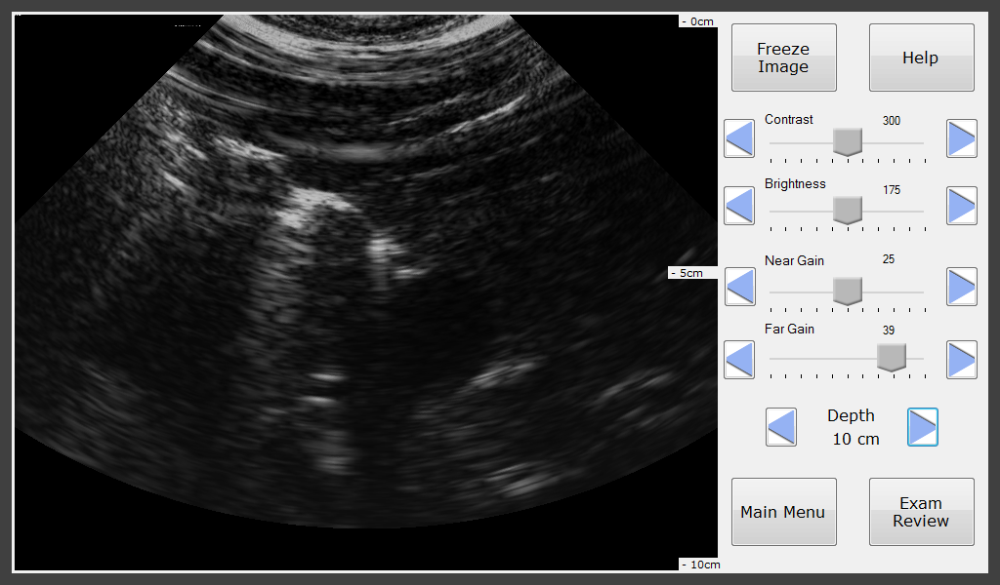 - 0cm
Freeze
Image
Help
Contrast
300
Brightness
175
Near Gain
25
- 5cm
Far Gain
39
Depth
10 cm
Main Menu
Exam
Review
- 10cm